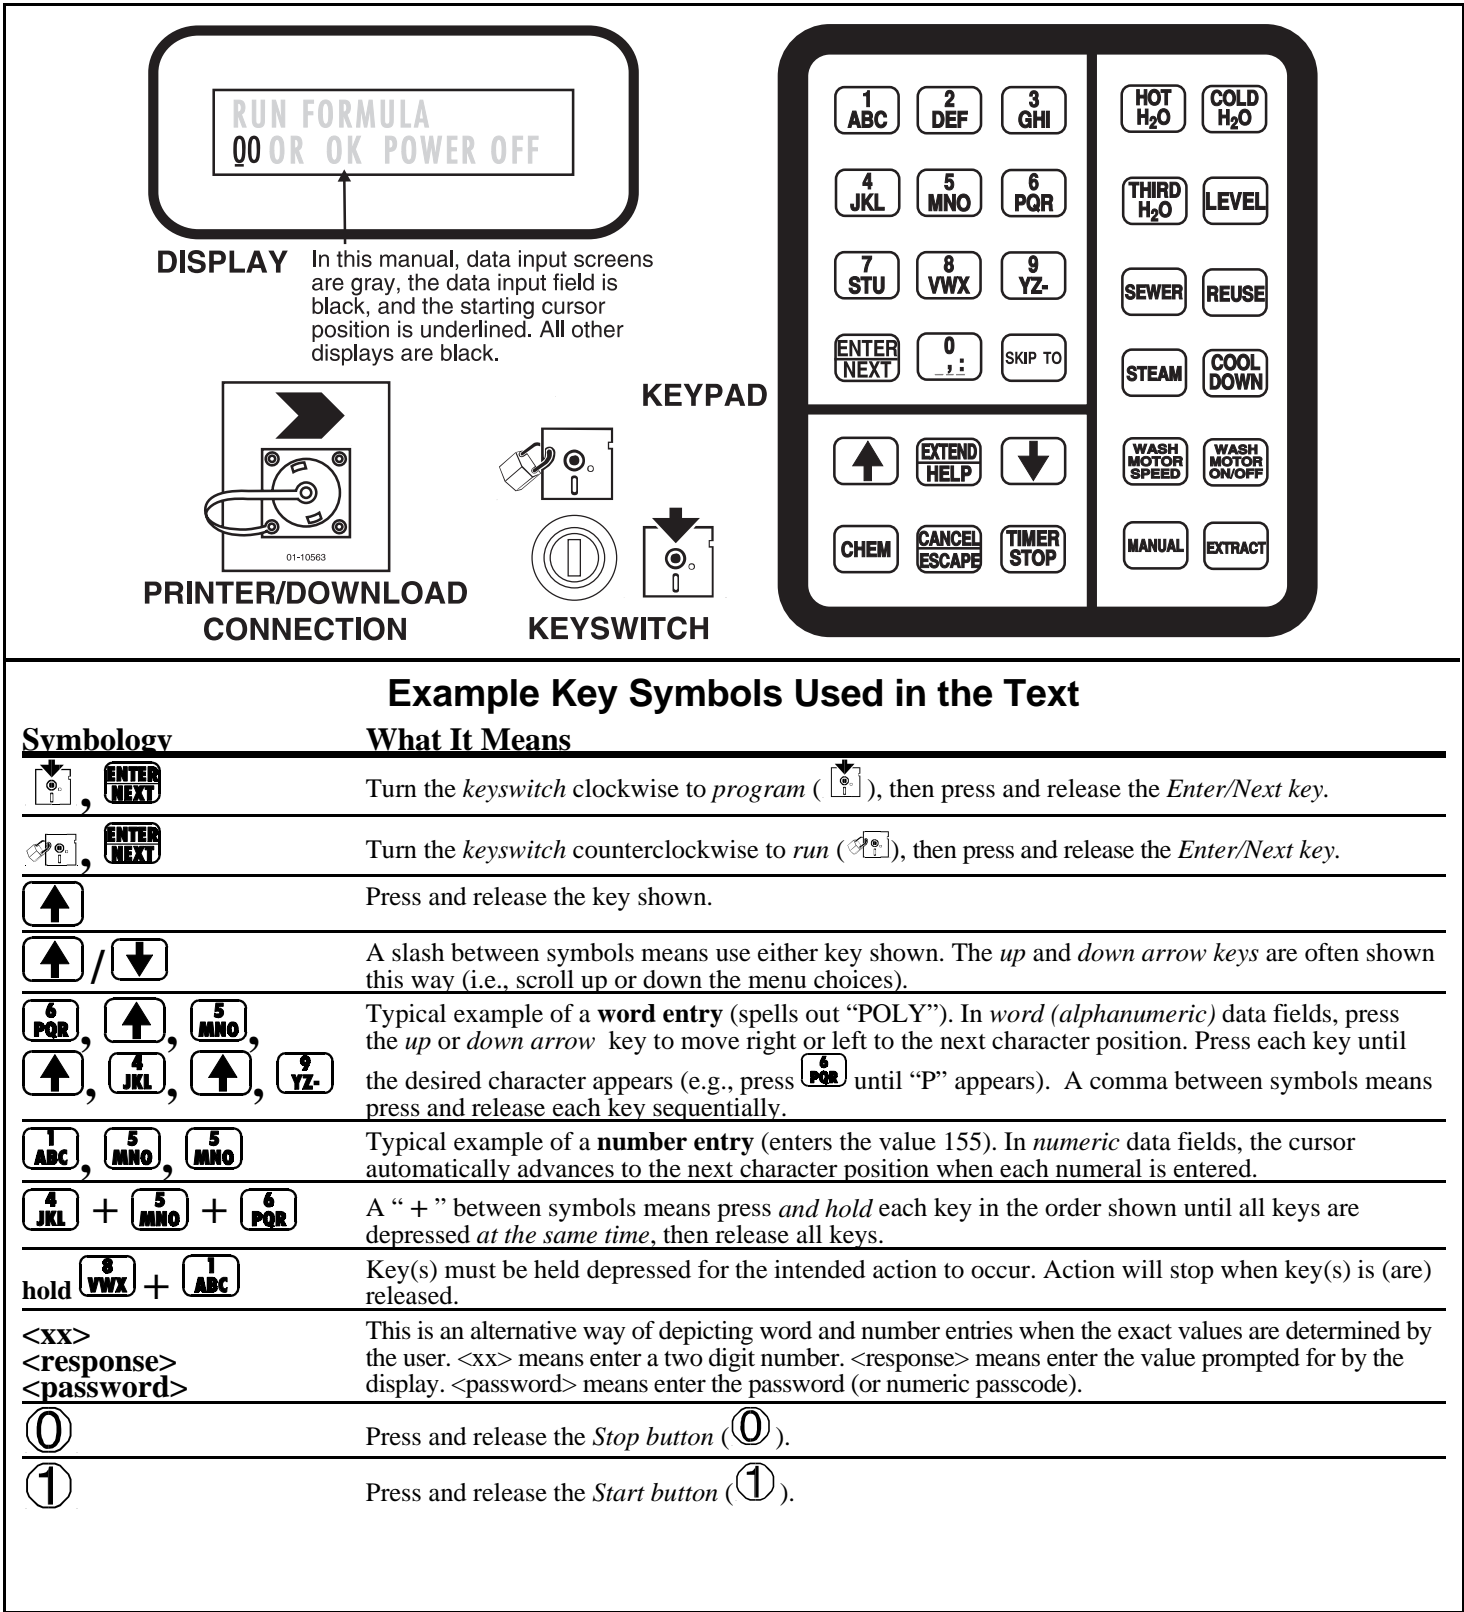 RUN FORMULA
00 OR OK POWER OFF
DISPLAY
In this manual, data input screens
are gray, the data input field is
black, and the starting cursor
position is underlined. All other
displays are black.
01-10563
PRINTER/DOWNLOAD
CONNECTION
KEYSWITCH
KEYPAD
1
ABC
2
DEF
3
GHI
4
JKL
5
MNO
6
PQR
7
STU
8
VWX
9
YZ-
ENTER
NEXT
0
_ , :
SKIP TO
EXTEND
HELP
CHEM
CANCEL
ESCAPE
TIMER
STOP
HOT
H2O
COLD
H2O
THIRD
H2O
LEVEL
SEWER
REUSE
STEAM
COOL
DOWN
WASH
MOTOR
SPEED
WASH
MOTOR
ON/OFF
MANUAL
EXTRACT
Example Key Symbols Used in the Text
Symbology What It Means
, ENTER NEXT
Turn the keyswitch clockwise to program ( ), then press and release the Enter/Next key.
, ENTER NEXT
Turn the keyswitch counterclockwise to run ( ), then press and release the Enter/Next key.
Press and release the key shown.
/
A slash between symbols means use either key shown. The up and down arrow keys are often shown
this way (i.e., scroll up or down the menu choices).
6 PQR, ↑, 5 MNO,
↑, 4 JKL, ↑, 9 YZ-
Typical example of a word entry (spells out “POLY”). In word (alphanumeric) data fields, press
the up or down arrow key to move right or left to the next character position. Press each key until
the desired character appears (e.g., press 6 PQR until “P” appears). A comma between symbols means
press and release each key sequentially.
1 ABC, 5 MNO, 5 MNO
Typical example of a number entry (enters the value 155). In numeric data fields, the cursor
automatically advances to the next character position when each numeral is entered.
4 JKL + 5 MNO + 6 PQR
A “ + ” between symbols means press and hold each key in the order shown until all keys are
depressed at the same time, then release all keys.
hold 8 VWX + 1 ABC
Key(s) must be held depressed for the intended action to occur. Action will stop when key(s) is (are)
released.
<xx>
<response>
<password>
This is an alternative way of depicting word and number entries when the exact values are determined by
the user. <xx> means enter a two digit number. <response> means enter the value prompted for by the
display. <password> means enter the password (or numeric passcode).
0
Press and release the Stop button (0).
1
Press and release the Start button (1).